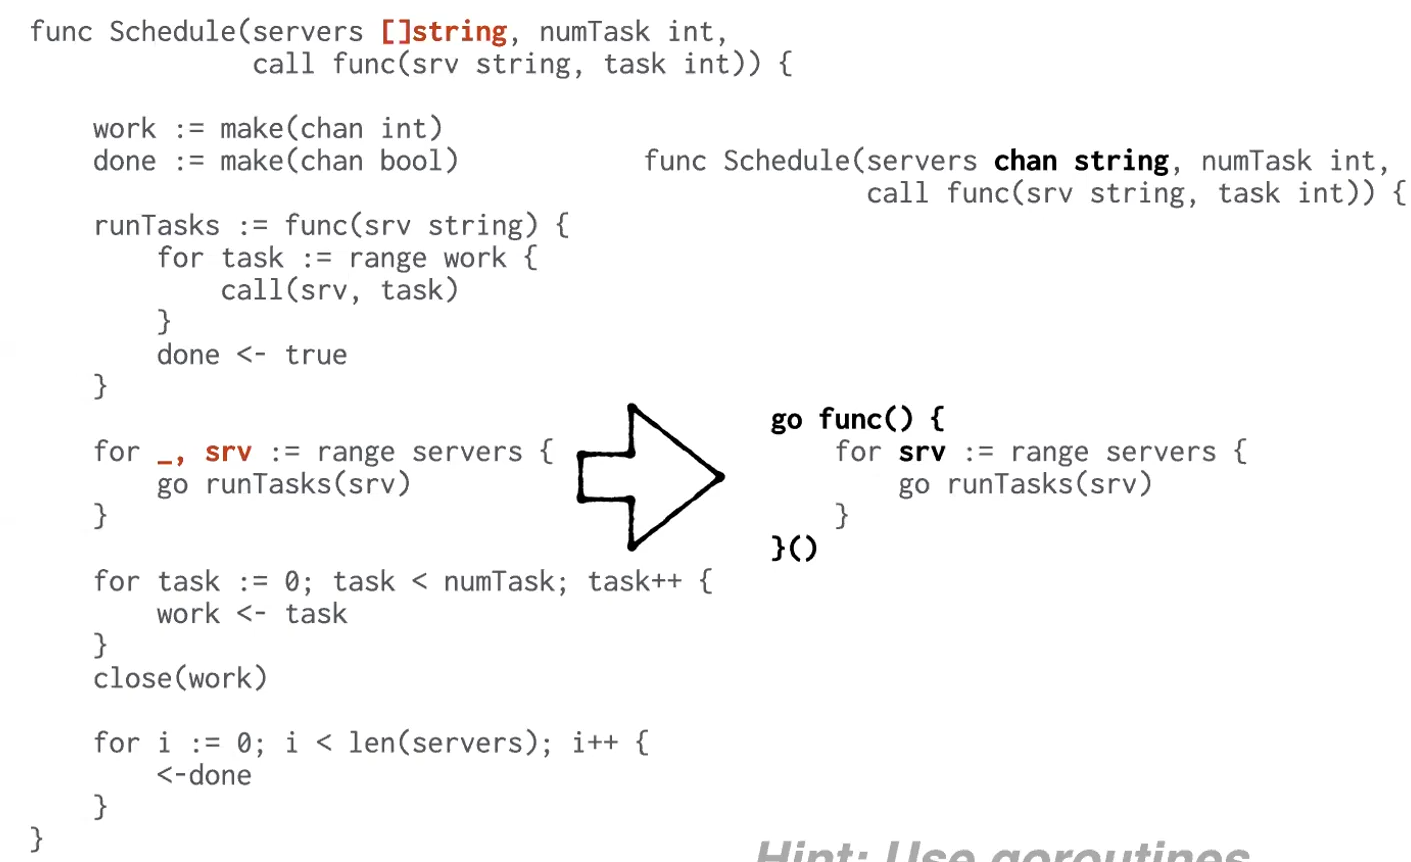 func Schedule(servers []string, numTask int,
call func(srv string, task int)) {
work := make(chan int)
done := make(chan bool)
runTasks := func(srv string) {
for task := range work {
call(srv, task)
}
done <- true
}
for _, srv := range servers {
go runTasks(srv)
}
for task := 0; task < numTask; task++ {
work <- task
}
close(work)
for i := 0; i < len(servers); i++ {
<-done
}
}
func Schedule(servers chan string, numTask int,
call func(srv string, task int)) {
go func() {
for srv := range servers {
go runTasks(srv)
}
}()
Hint: Use goroutines